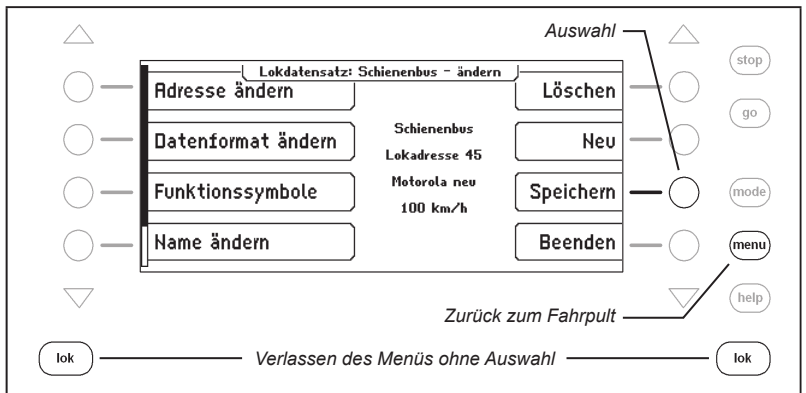 Auswahl
stop
Lokdatensatz: Schienenbus - ändern
Adresse ändern
Löschen
go
Datenformat ändern
Schienenbus
Neu
Lokadresse 45
Funktionssymbole
Motorola neu
Speichern
mode
100 km/h
Name ändern
Beenden
menu
help
Zurück zum Fahrpult
lok
Verlassen des Menüs ohne Auswahl
lok